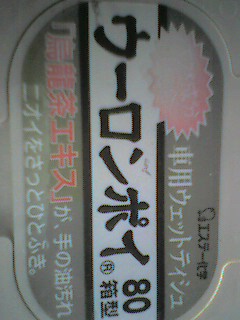 エステー化学
車用ウェットティシュ
ウーロンポイ® 80 箱型
「烏龍茶エキス」が、手の油汚れ
ニオイをさっとひとふき。